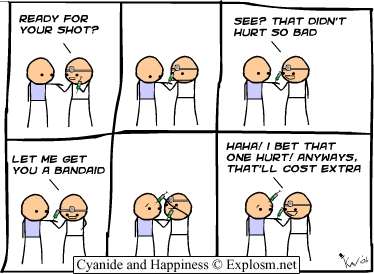 READY FOR
YOUR SHOT?
SEE? THAT DIDN'T
HURT SO BAD
LET ME GET
YOU A BANDAID
HAHA! I BET THAT
ONE HURT! ANYWAYS,
THAT'LL COST EXTRA
Cyanide and Happiness © Explosm.net